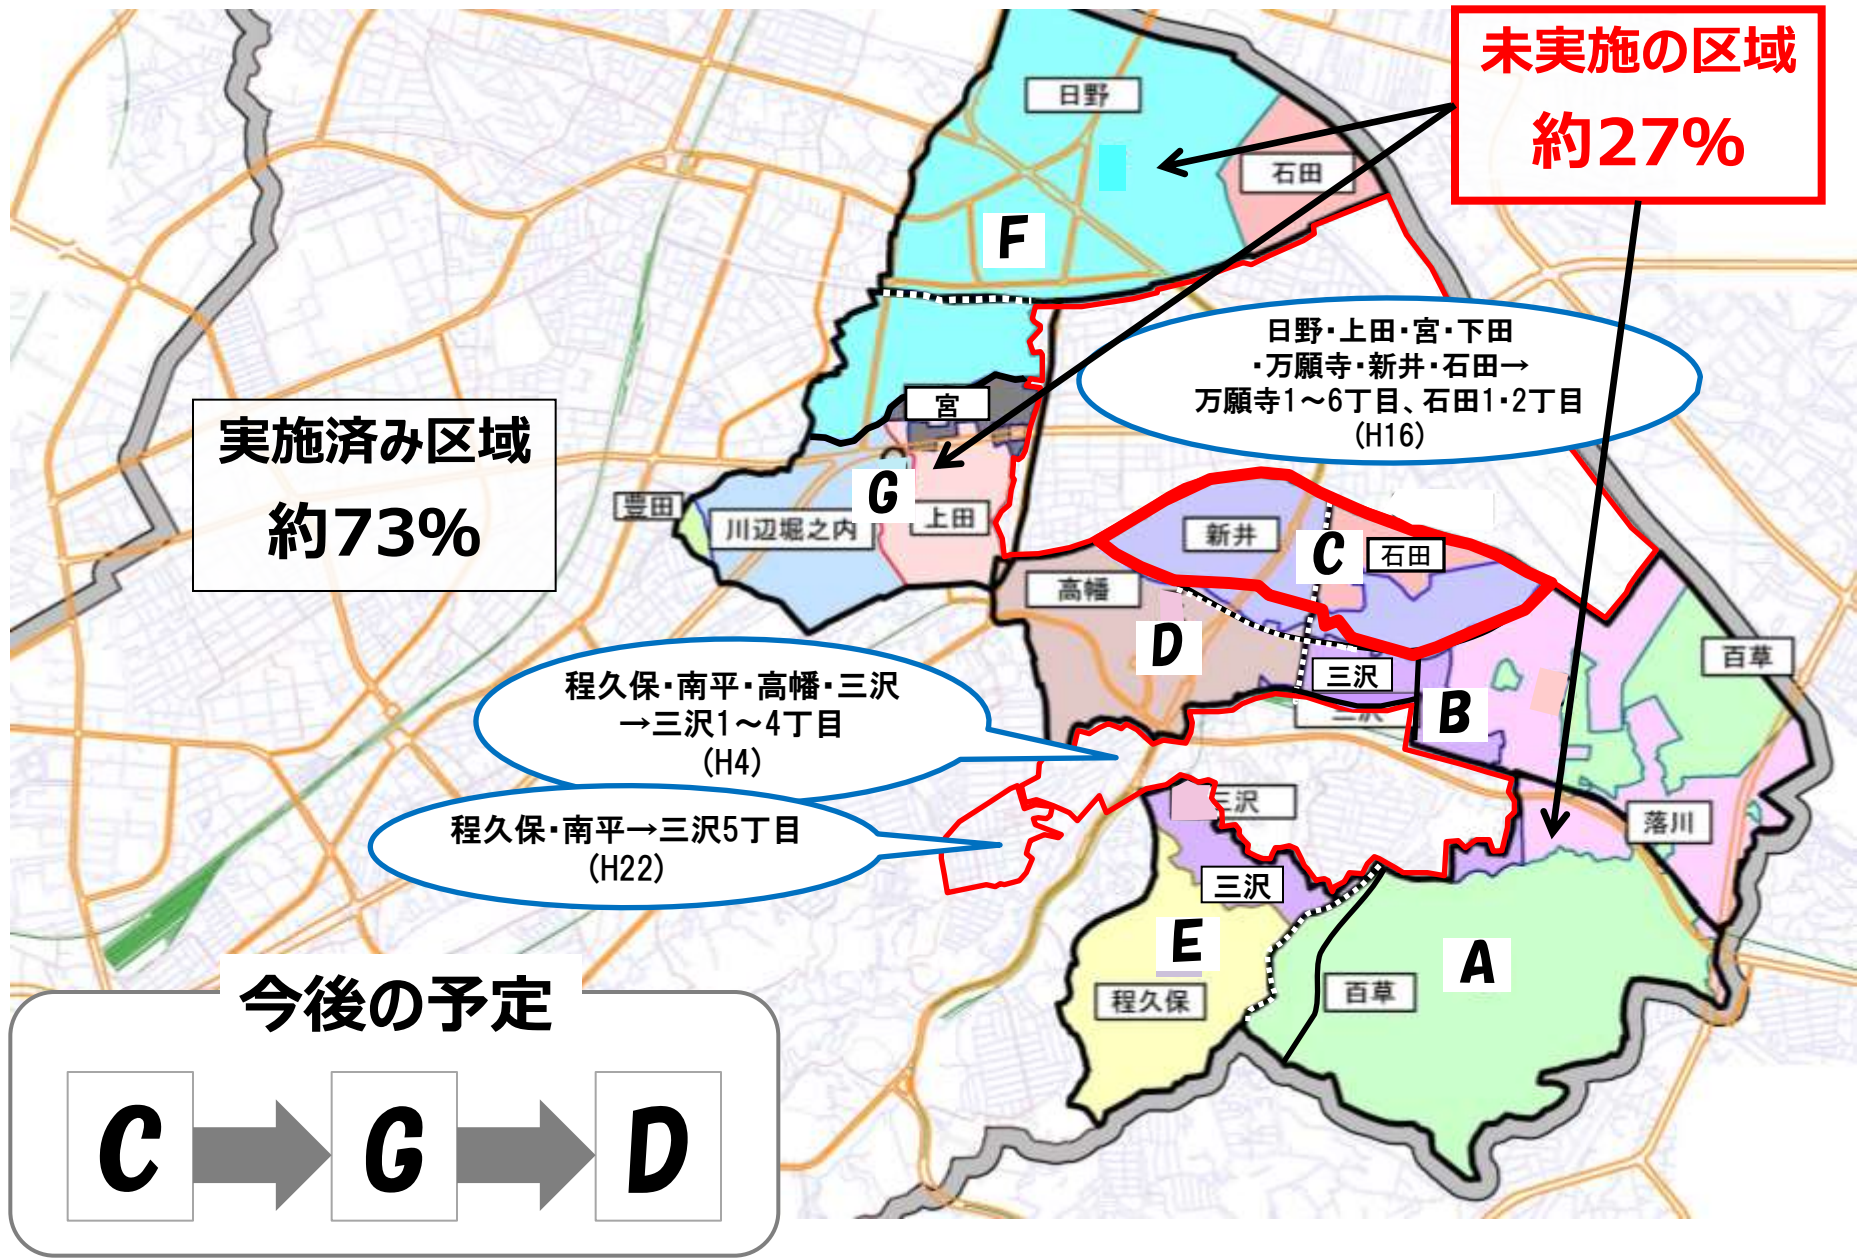 未実施の区域
約27%
日野
石田
F
日野・上田・宮・下田
・万願寺・新井・石田→
万願寺1～6丁目、石田1・2丁目
(H16)
宮
実施済み区域
約73%
G
豊田
川辺堀之内
上田
新井
C
石田
高幡
D
三沢
三沢
B
百草
程久保・南平・高幡・三沢
→三沢1～4丁目
(H4)
三沢
落川
程久保・南平→三沢5丁目
(H22)
三沢
E
A
程久保
百草
今後の予定
C
G
D